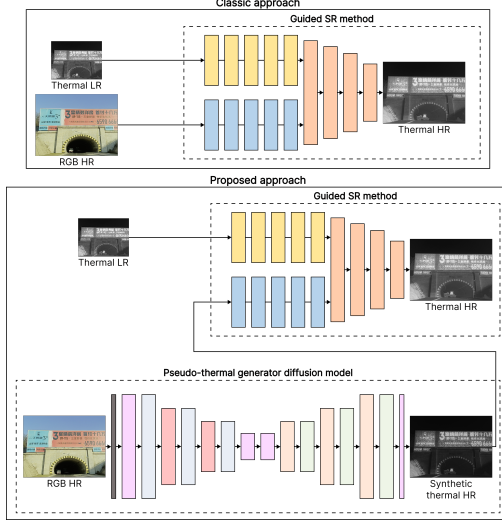 Classic approach
Guided SR method
Thermal LR
RGB HR
Thermal HR
Proposed approach
Guided SR method
Thermal LR
Thermal HR
Pseudo-thermal generator diffusion model
RGB HR
Synthetic
thermal HR